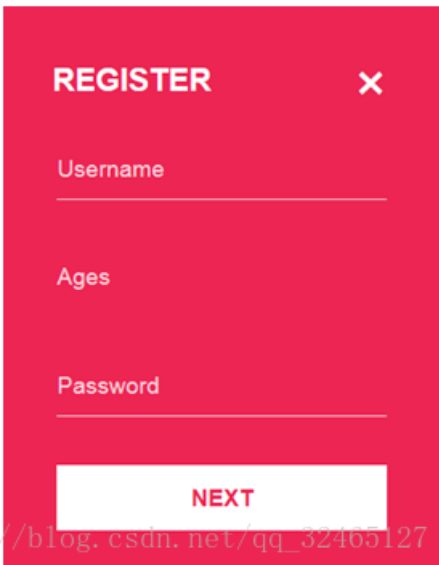 REGISTER ×
Username
Ages
Password
NEXT
//blog.csdn.net/qq_32465127